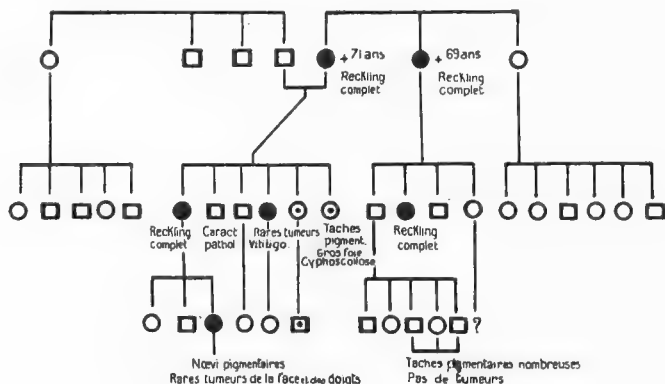 + 71 ans
Reckling
complet
+ 69 ans
Reckling
complet
Reckling
complet
Caract
pathol
Rares tumeurs
Vitiligo.
Taches
pigment.
Gros foie
Cyphoscoliose
Reckling
complet
?
Nœvi pigmentaires
Rares tumeurs de la face et des doigts
Taches pigmentaires nombreuses
Pas de tumeurs